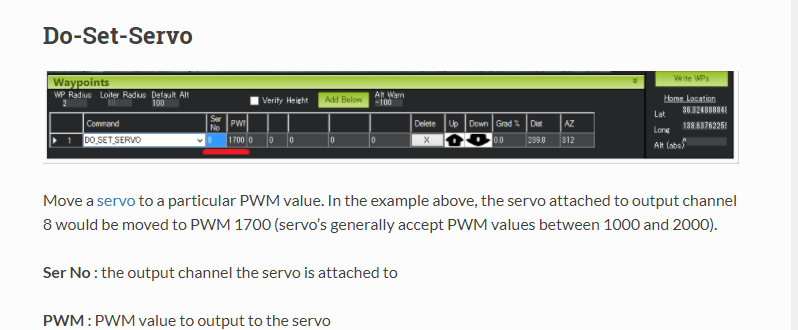 Do-Set-Servo
Waypoints
WP Radius Loiter Radius Default Alt
2 100
Verify Height
Add Below
Alt Warn
-100
Write WPs
Home Location
Lat
Long
Alt (abs)
Command Ser No PWM Delete Up Down Grad % Dist AZ
1 DO_SET_SERVO 8 1700 0 0 0 0 0 X 0.0 239.8 312
Move a servo to a particular PWM value. In the example above, the servo attached to output channel
8 would be moved to PWM 1700 (servo’s generally accept PWM values between 1000 and 2000).
Ser No : the output channel the servo is attached to
PWM : PWM value to output to the servo